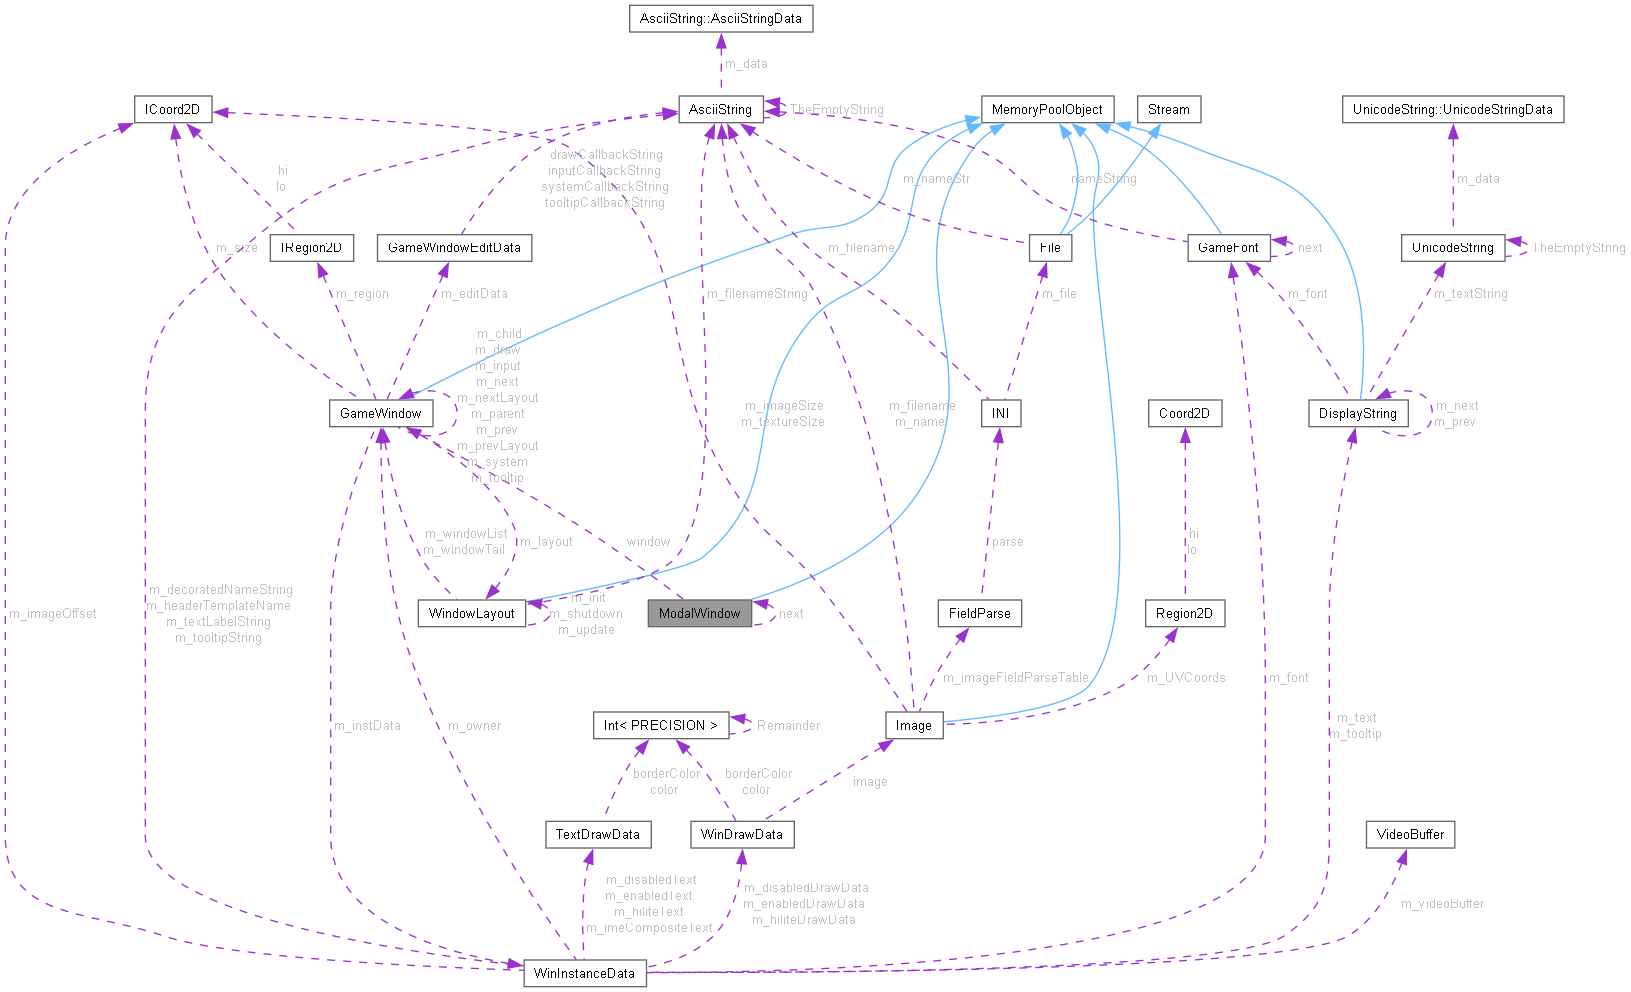 AsciiString::AsciiStringData
m_data
ICoord2D
AsciiString
TheEmptyString
MemoryPoolObject
Stream
UnicodeString::UnicodeStringData
drawCallbackString
inputCallbackString
systemCallbackString
tooltipCallbackString
hi
lo
m_nameStr
nameString
m_data
m_size
IRegion2D
GameWindowEditData
m_filename
File
GameFont
next
UnicodeString
TheEmptyString
m_region
m_editData
m_filenameString
m_file
m_font
m_textString
m_child
m_draw
m_input
m_next
m_nextLayout
m_parent
m_prev
m_prevLayout
m_system
m_tooltip
GameWindow
m_imageSize
m_textureSize
m_filename
m_name
INI
Coord2D
DisplayString
m_next
m_prev
m_windowList
m_windowTail
m_layout
window
parse
hi
lo
m_imageOffset
m_decoratedNameString
m_headerTemplateName
m_textLabelString
m_tooltipString
WindowLayout
m_init
m_shutdown
m_update
ModalWindow
next
FieldParse
Region2D
m_imageFieldParseTable
m_UVCoords
m_font
m_instData
m_owner
Int< PRECISION >
Remainder
Image
m_text
m_tooltip
borderColor
color
borderColor
color
image
TextDrawData
WinDrawData
VideoBuffer
m_disabledText
m_enabledText
m_hiliteText
m_imeCompositeText
m_disabledDrawData
m_enabledDrawData
m_hiliteDrawData
m_videoBuffer
WinInstanceData